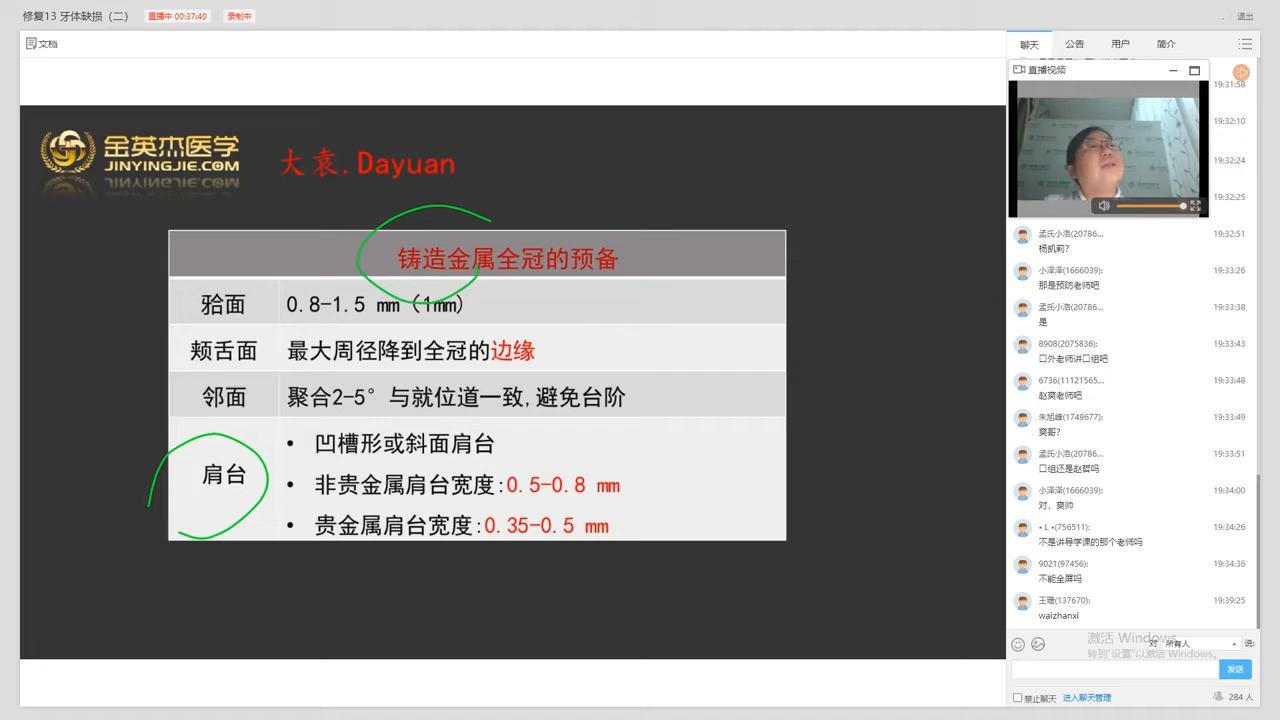 修复13 牙体缺损（二）
直播中 00:37:40
录制中
退出
文档
聊天
公告
用户
简介
直播视频
19:31:58
19:32:10
19:32:24
19:32:25
金英杰医学
JINYINGJIE.COM
大袁.Dayuan
铸造金属全冠的预备
𬌗面
0.8-1.5 mm（1mm）
颊舌面
最大周径降到全冠的边缘
邻面
聚合2-5°与就位道一致,避免台阶
肩台
• 凹槽形或斜面肩台
• 非贵金属肩台宽度:0.5-0.8 mm
• 贵金属肩台宽度:0.35-0.5 mm
孟氏小洛(20786...
19:32:51
杨凯莉?
小泽泽(1666039):
19:33:26
那是预防老师吧
孟氏小洛(20786...
19:33:38
是
8908(2075836):
19:33:43
口外老师讲口组吧
6736(11121565...
19:33:48
赵奕老师吧
朱旭峰(1749677):
19:33:49
奕哥?
孟氏小洛(20786...
19:33:51
口组还是赵哲吗
小泽泽(1666039):
19:34:00
对，奕帅
• L •(756511):
19:34:26
不是讲导学课的那个老师吗
9021(97456):
19:34:36
不能全屏吗
王珊(137670):
19:39:25
waizhanxi
激活 Windows
转到"设置"以激活 Windows。
对 所有人 说:
发送
禁止聊天 进入聊天管理
284 人